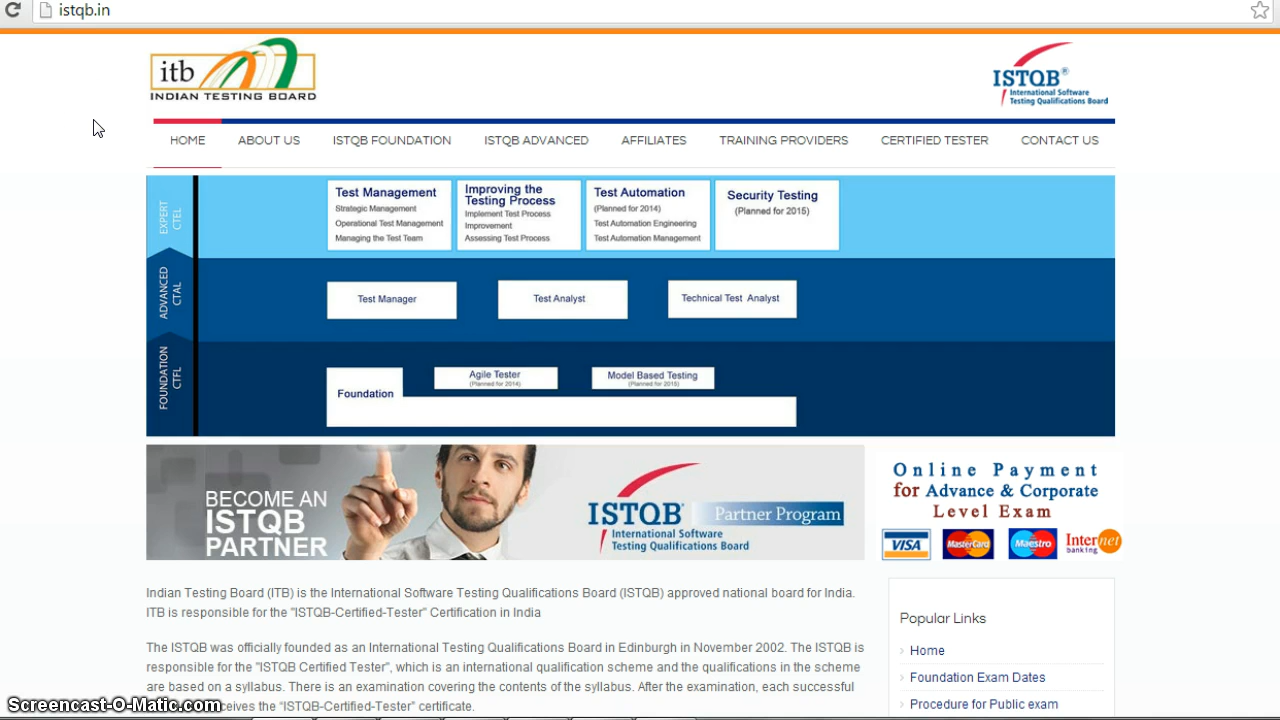 istqb.in
itb
INDIAN TESTING BOARD
ISTQB®
International Software
Testing Qualifications Board
HOME ABOUT US ISTQB FOUNDATION ISTQB ADVANCED AFFILIATES TRAINING PROVIDERS CERTIFIED TESTER CONTACT US
EXPERT
CTEL
Test Management
Strategic Management
Operational Test Management
Managing the Test Team
Improving the
Testing Process
Implement Test Process
Improvement
Assessing Test Process
Test Automation
(Planned for 2014)
Test Automation Engineering
Test Automation Management
Security Testing
(Planned for 2015)
ADVANCED
CTAL
Test Manager
Test Analyst
Technical Test Analyst
FOUNDATION
CTFL
Foundation
Agile Tester
(Planned for 2014)
Model Based Testing
(Planned for 2015)
BECOME AN
ISTQB
PARTNER
ISTQB®
International Software
Testing Qualifications Board
Partner Program
Online Payment
for Advance & Corporate
Level Exam
VISA
MasterCard
Maestro
Internet
banking
Indian Testing Board (ITB) is the International Software Testing Qualifications Board (ISTQB) approved national board for India.
ITB is responsible for the "ISTQB-Certified-Tester" Certification in India
The ISTQB was officially founded as an International Testing Qualifications Board in Edinburgh in November 2002. The ISTQB is
responsible for the "ISTQB Certified Tester", which is an international qualification scheme and the qualifications in the scheme
are based on a syllabus. There is an examination covering the contents of the syllabus. After the examination, each successful
ceives the "ISTQB-Certified-Tester" certificate.
Popular Links
Home
Foundation Exam Dates
Procedure for Public exam
Screencast-O-Matic.com